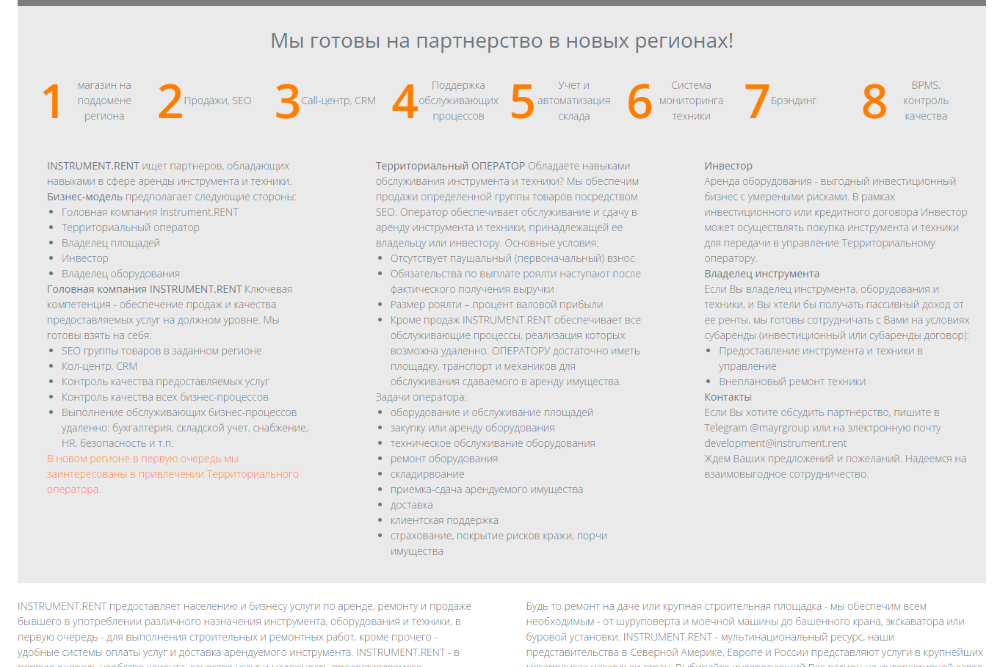 Мы готовы на партнерство в новых регионах!
1 магазин на
поддомене
региона
2 Продажи, SEO
3 Call-центр, CRM
4 Поддержка
обслуживающих
процессов
5 Учет и
автоматизация
склада
6 Система
мониторинга
техники
7 Брэндинг
8 BPMS,
контроль
качества
INSTRUMENT.RENT ищет партнеров, обладающих
навыками в сфере аренды инструмента и техники.
Бизнес-модель предполагает следующие стороны:
• Головная компания Instrument.RENT
• Территориальный оператор
• Владелец площадей
• Инвестор
• Владелец оборудования
Головная компания INSTRUMENT.RENT Ключевая
компетенция - обеспечение продаж и качества
предоставляемых услуг на должном уровне. Мы
готовы взять на себя:
• SEO группы товаров в заданном регионе
• Кол-центр, CRM
• Контроль качества предоставляемых услуг
• Контроль качества всех бизнес-процессов
• Выполнение обслуживающих бизнес-процессов
удаленно: бухгалтерия, складской учет, снабжение,
HR, безопасность и т.п.
В новом регионе в первую очередь мы
заинтересованы в привлечении Территориального
оператора.
Территориальный ОПЕРАТОР Обладаете навыками
обслуживания инструмента и техники? Мы обеспечим
продажи определенной группы товаров посредством
SEO. Оператор обеспечивает обслуживание и сдачу в
аренду инструмента и техники, принадлежащей ее
владельцу или инвестору. Основные условия:
• Отсутствует паушальный (первоначальный) взнос
• Обязательства по выплате роялти наступают после
фактического получения выручки
• Размер роялти – процент валовой прибыли
• Кроме продаж INSTRUMENT.RENT обеспечивает все
обслуживающие процессы, реализация которых
возможна удаленно. ОПЕРАТОРУ достаточно иметь
площадку, транспорт и механиков для
обслуживания сдаваемого в аренду имущества.
Задачи оператора:
• оборудование и обслуживание площадей
• закупку или аренду оборудования
• техническое обслуживание оборудования
• ремонт оборудования
• складирвоание
• приемка-сдача арендуемого имущества
• доставка
• клиентская поддержка
• страхование, покрытие рисков кражи, порчи
имущества
Инвестор
Аренда оборудования - выгодный инвестиционный
бизнес с умереными рисками. В рамках
инвестиционного или кредитного договора Инвестор
может осуществлять покупка инструмента и техники
для передачи в управление Территориальному
оператору.
Владелец инструмента
Если Вы владелец инструмента, оборудования и
техники, и Вы хтели бы получать пассивный доход от
ее ренты, мы готовы сотрудничать с Вами на условиях
субаренды (инвестиционный или субаренды договор):
• Предоставление инструмента и техники в
управление
• Внеплановый ремонт техники
Контакты
Если Вы хотите обсудить партнерство, пишите в
Telegram @mayrgroup или на электронную почту
development@instrument.rent
Ждем Ваших предложений и пожеланий. Надеемся на
взаимовыгодное сотрудничество.
INSTRUMENT.RENT предоставляет населению и бизнесу услуги по аренде, ремонту и продаже
бывшего в употреблении различного назначения инструмента, оборудования и техники, в
первую очередь - для выполнения строительных и ремонтных работ, кроме прочего -
удобные системы оплаты услуг и доставка арендуемого инструмента. INSTRUMENT.RENT - в
первую очередь удобство клиента, качество услуг и надежность предоставляемого
Будь то ремонт на даче или крупная строительная площадка - мы обеспечим всем
необходимым - от шуруповерта и моечной машины до башенного крана, экскаватора или
буровой установки. INSTRUMENT.RENT - мультинациональный ресурс, наши
представительства в Северной Америке, Европе и России представляют услуги в крупнейших
мегаполисах нескольки стран. Выбирайте интересующий Вас регион на интерактивной карте